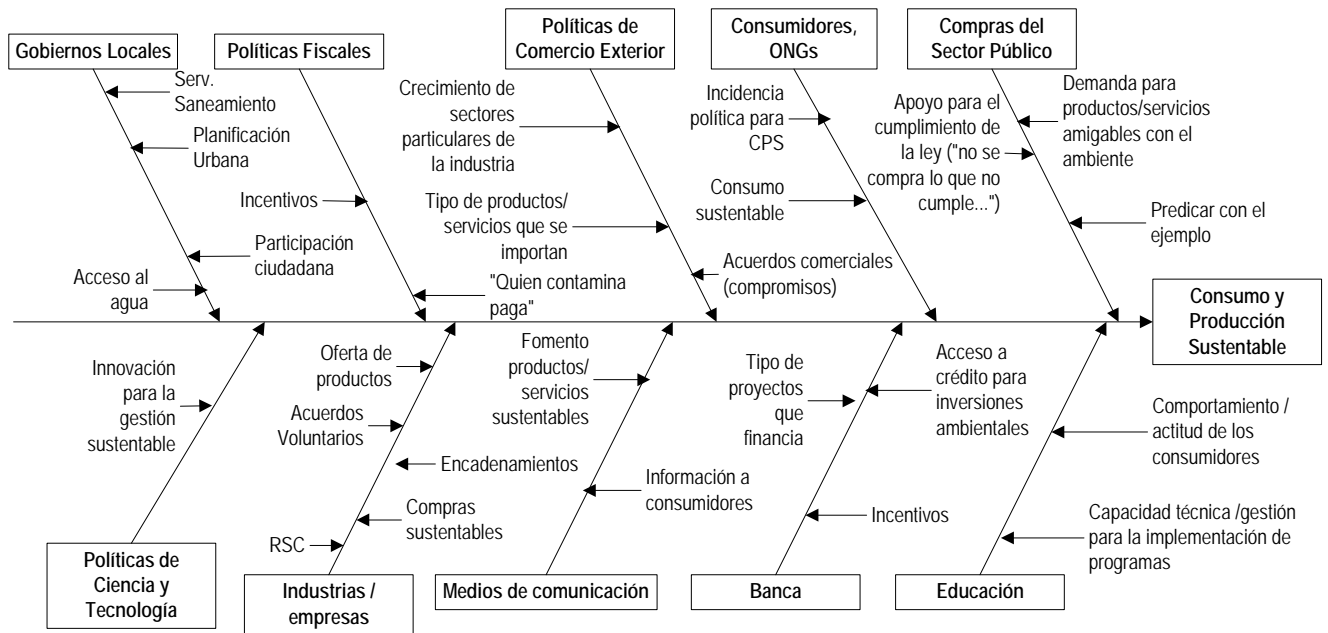 Gobiernos Locales
Políticas Fiscales
Políticas de
Comercio Exterior
Consumidores,
ONGs
Compras del
Sector Público
Serv.
Saneamiento
Planificación
Urbana
Participación
ciudadana
Acceso al
agua
Incentivos
"Quien contamina
paga"
Crecimiento de
sectores
particulares de
la industria
Tipo de productos/
servicios que se
importan
Acuerdos comerciales
(compromisos)
Incidencia
política para
CPS
Consumo
sustentable
Apoyo para el
cumplimiento de
la ley ("no se
compra lo que no
cumple...")
Demanda para
productos/servicios
amigables con el
ambiente
Predicar con el
ejemplo
Consumo y
Producción
Sustentable
Innovación
para la
gestión
sustentable
Oferta de
productos
Acuerdos
Voluntarios
Encadenamientos
Compras
sustentables
RSC
Fomento
productos/
servicios
sustentables
Información a
consumidores
Tipo de
proyectos
que
financia
Acceso a
crédito para
inversiones
ambientales
Incentivos
Comportamiento /
actitud de los
consumidores
Capacidad técnica /gestión
para la implementación de
programas
Políticas de
Ciencia y
Tecnología
Industrias /
empresas
Medios de comunicación
Banca
Educación